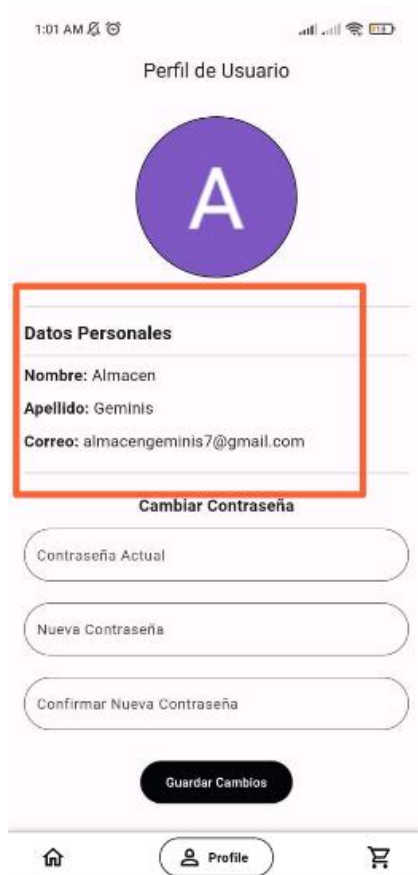 1:01 AM
Perfil de Usuario
A
Datos Personales
Nombre: Almacen
Apellido: Geminis
Correo: almacengeminis7@gmail.com
Cambiar Contraseña
Contraseña Actual
Nueva Contraseña
Confirmar Nueva Contraseña
Guardar Cambios
Profile